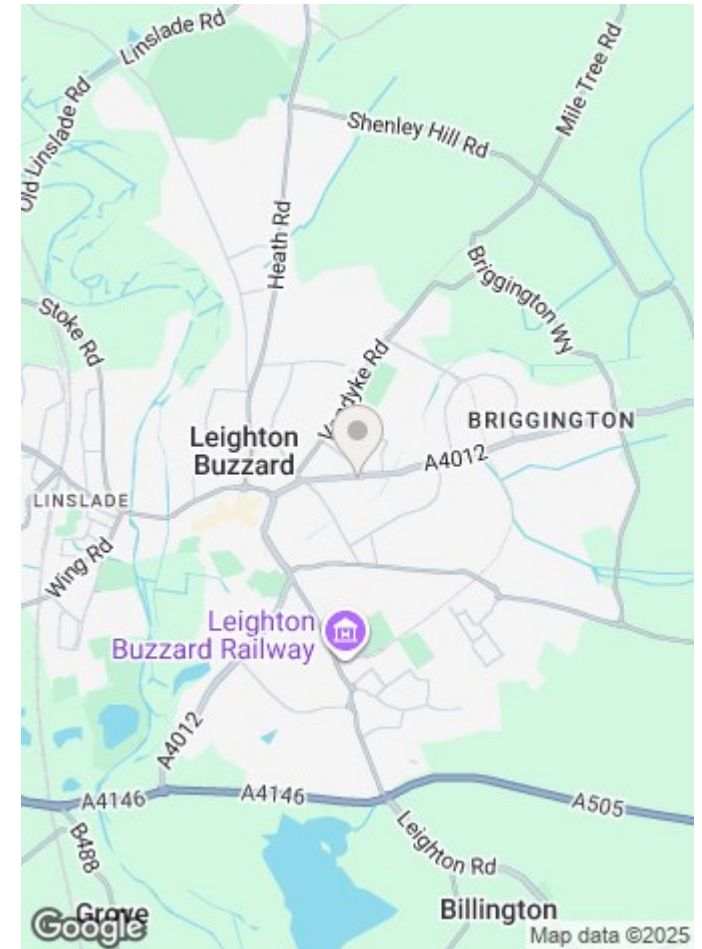 Linslade Rd
Old Linslade Rd
Mile Tree Rd
Shenley Hill Rd
Heath Rd
Briggington Wy
Stoke Rd
Vandyke Rd
BRIGGINGTON
Leighton
Buzzard
A4012
LINSLADE
Wing Rd
Leighton
Buzzard Railway
A4012
A4146
A4146
A505
B488
Leighton Rd
Grove
Billington
Google
Map data ©2025